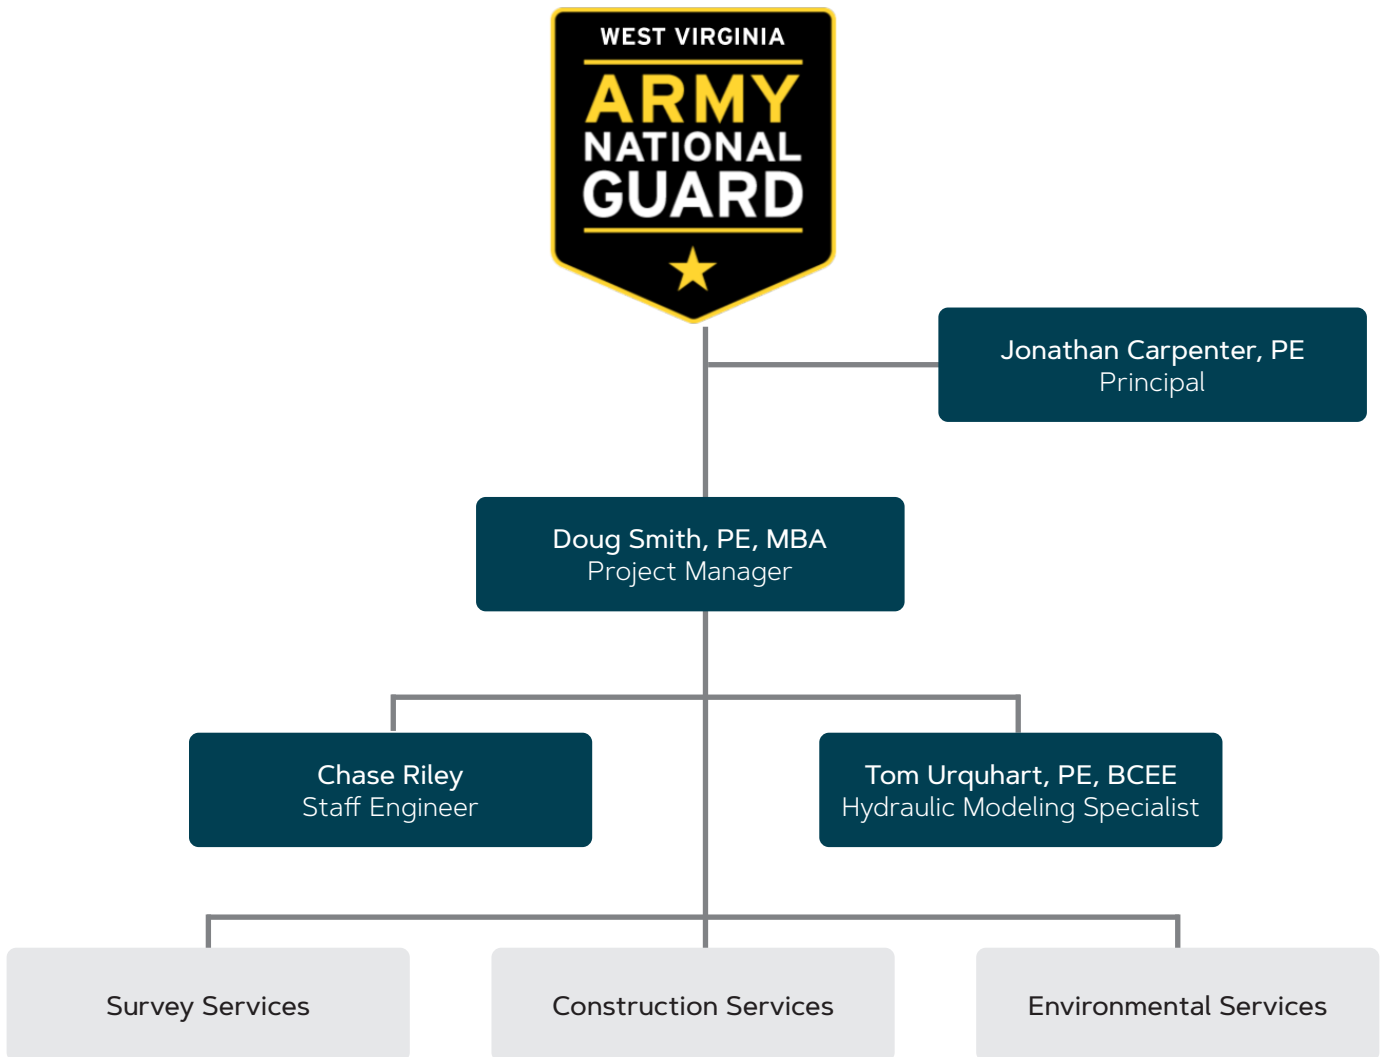 WEST VIRGINIA
ARMY
NATIONAL
GUARD
Jonathan Carpenter, PE
Principal
Doug Smith, PE, MBA
Project Manager
Chase Riley
Staff Engineer
Tom Urquhart, PE, BCEE
Hydraulic Modeling Specialist
Survey Services
Construction Services
Environmental Services